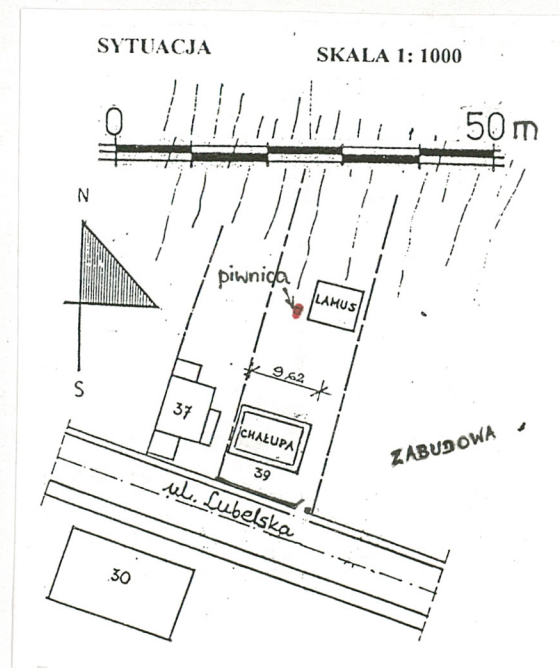 SYTUACJA
SKALA 1: 1000
0
50 m
N
piwnica
LAMUS
S
9,62
37
CHAŁUPA
39
ZABUDOWA
ul. Lubelska
30